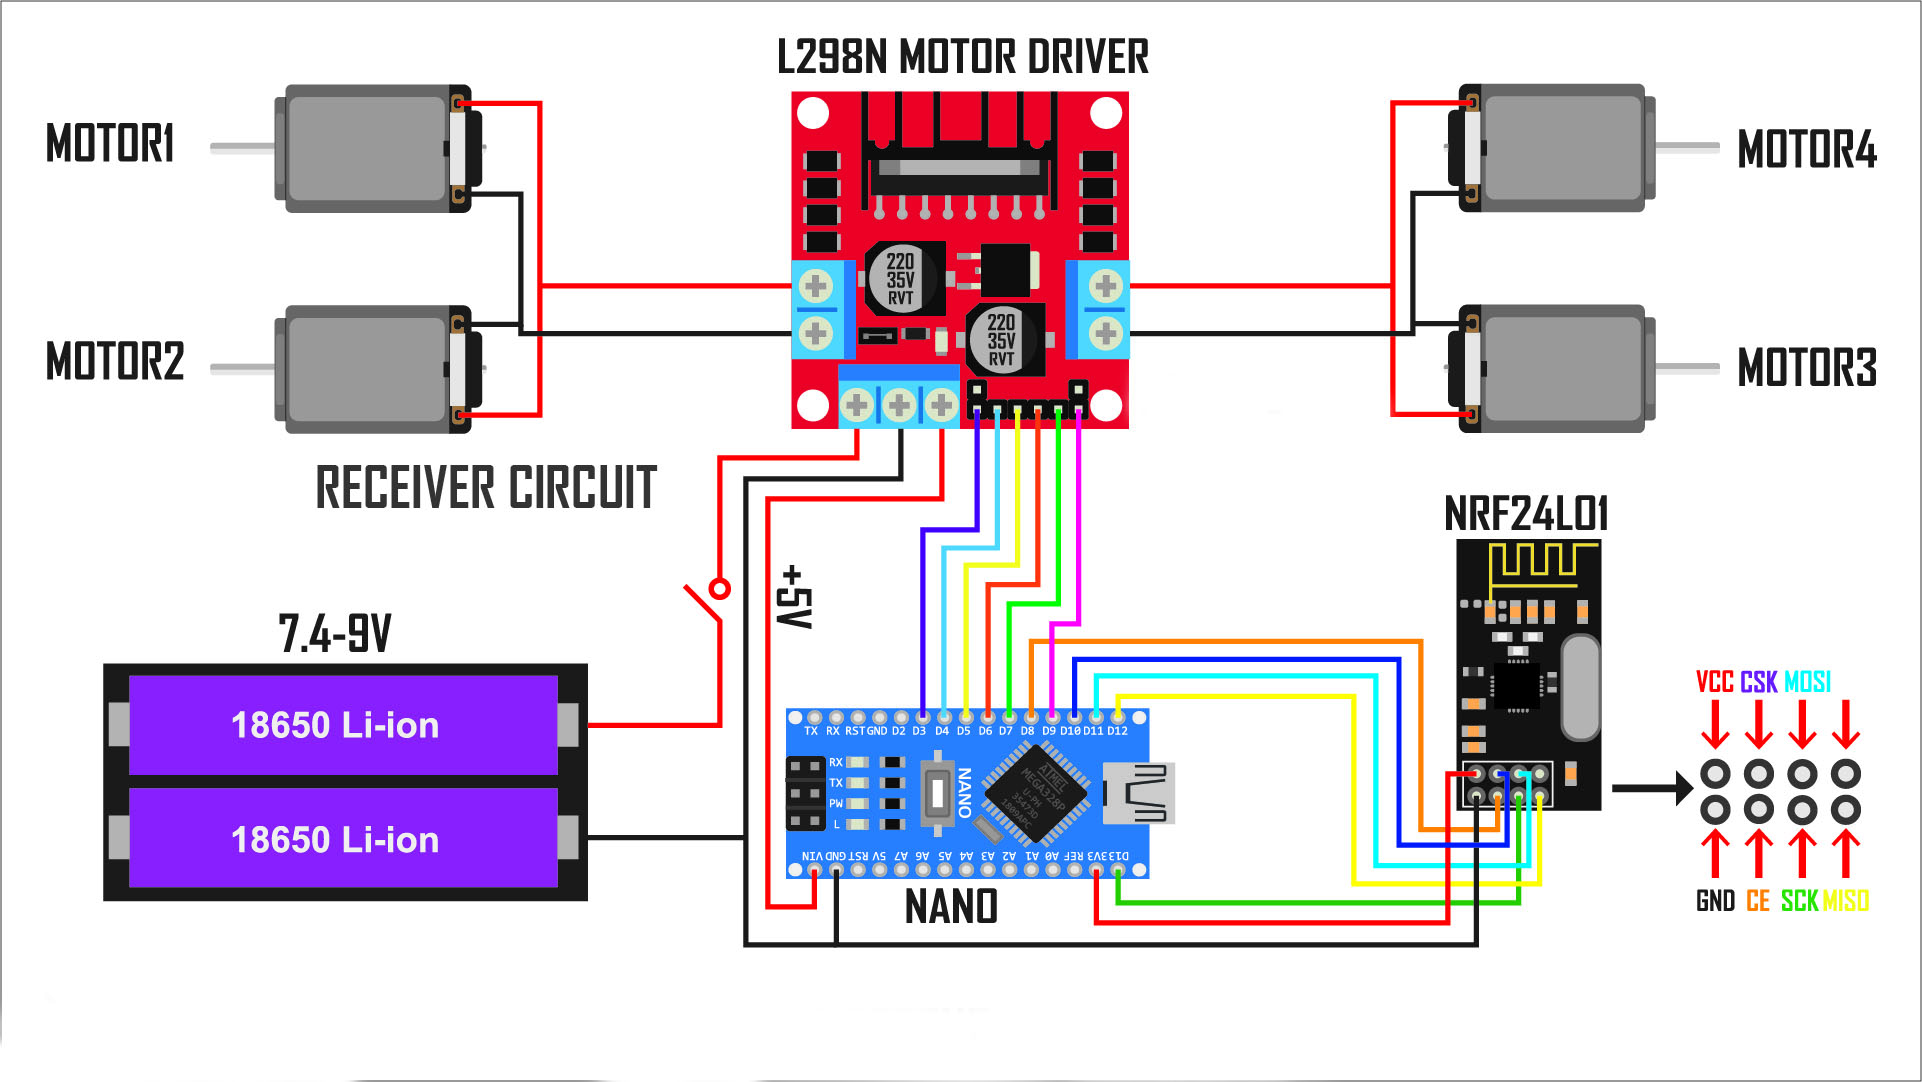 L298N MOTOR DRIVER
MOTOR1
MOTOR4
220
35V
RVT
220
35V
RVT
MOTOR2
MOTOR3
RECEIVER CIRCUIT
NRF24L01
+5V
7.4-9V
18650 Li-ion
18650 Li-ion
VCC CSK MOSI
GND CE SCK MISO
TX RX RST GND D2 D3 D4 D5 D6 D7 D8 D9 D10 D11 D12
RX
TX
PW
L
NANO
ATMEL
MEGA328P
U-PH
35473D
1809APC
VIN GND RST 5V A7 A6 A5 A4 A3 A2 A1 A0 REF 3V3 D13
NANO